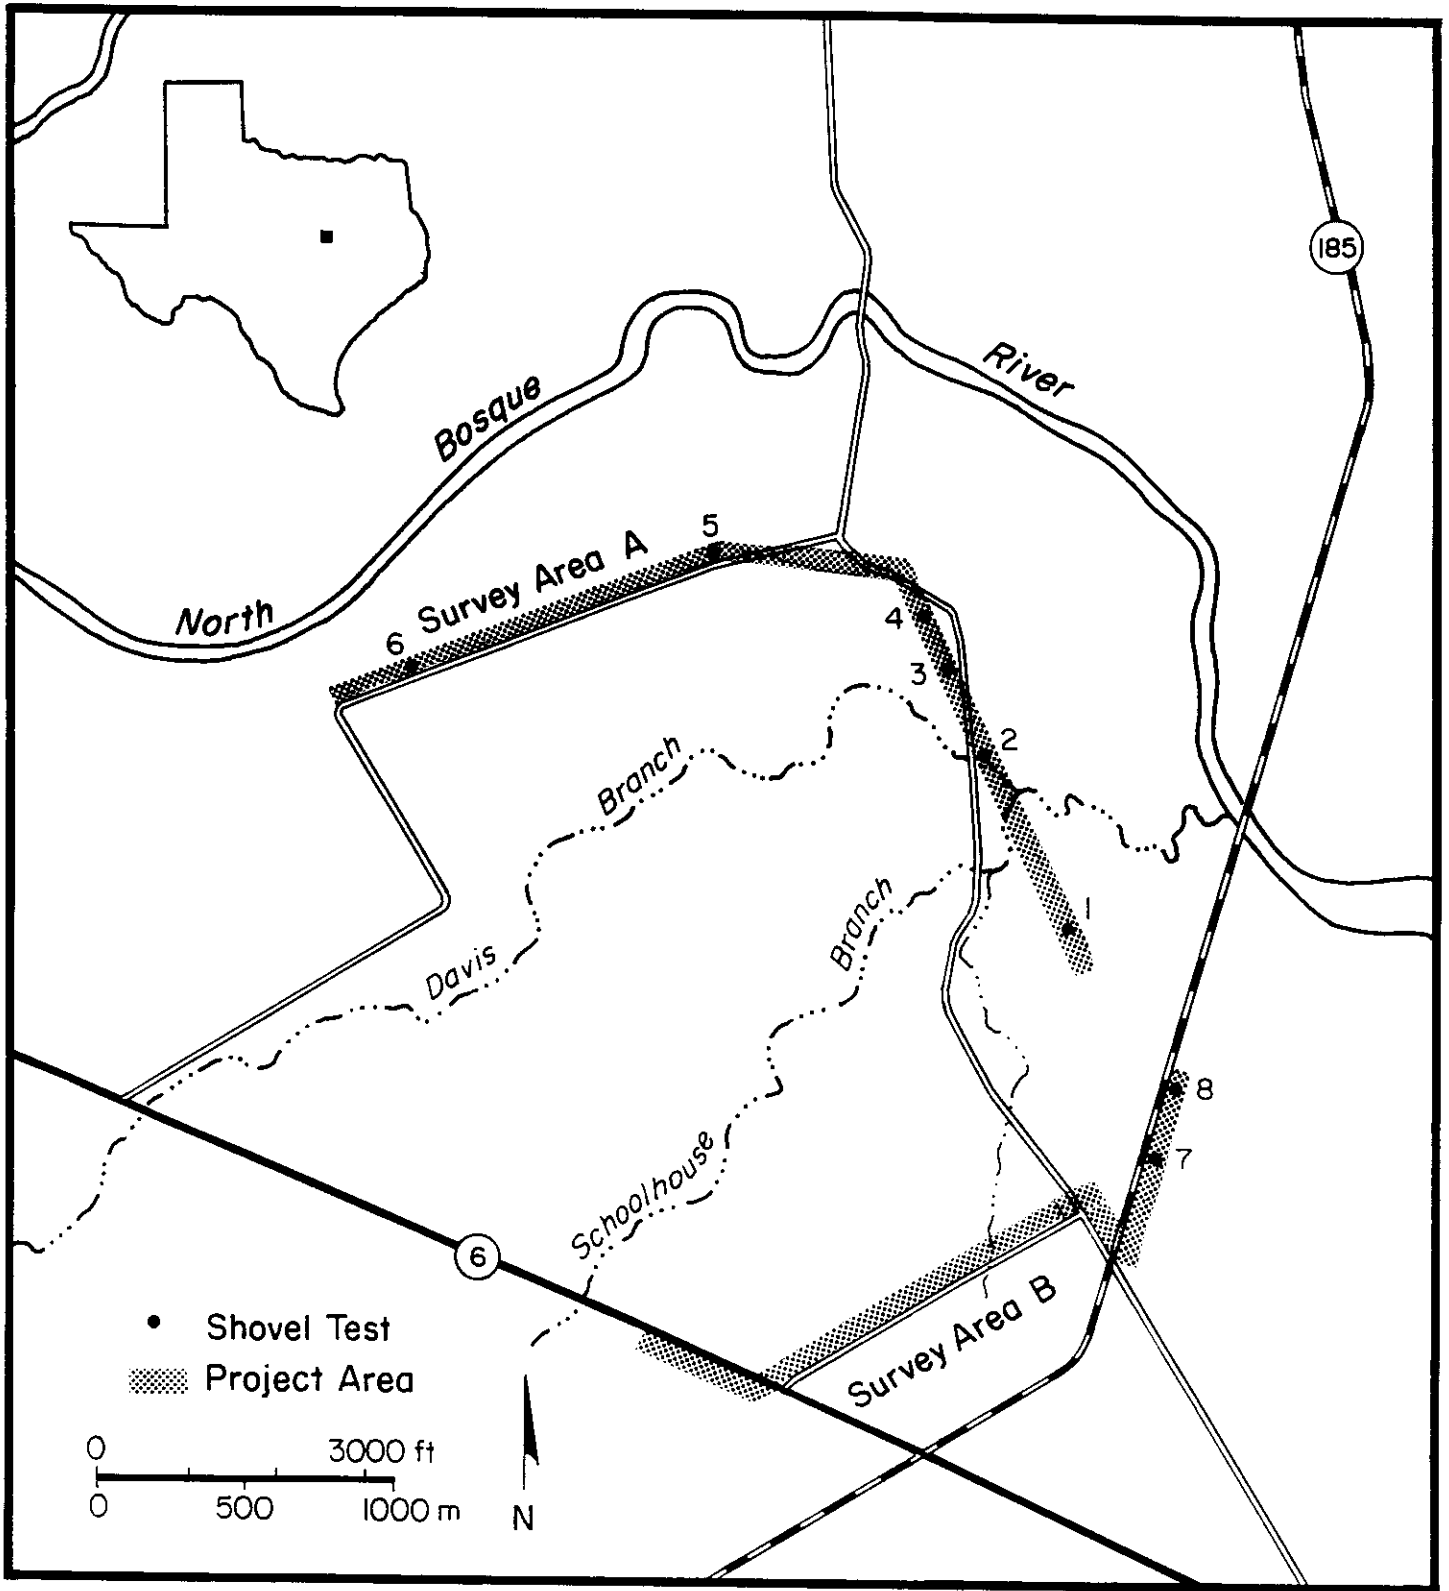 185
River
Bosque
North
5
Survey Area A
6
4
3
2
Branch
Davis
1
Branch
Schoolhouse
8
7
6
Survey Area B
Shovel Test
Project Area
0 3000 ft
0 500 1000 m
N